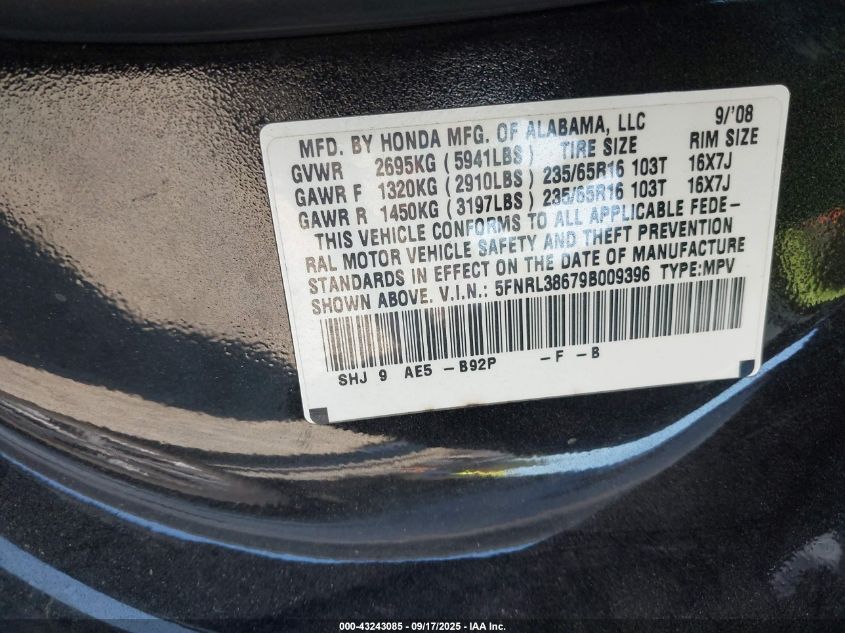 MFD. BY HONDA MFG. OF ALABAMA, LLC 9/'08
GVWR 2695KG ( 5941LBS ) TIRE SIZE RIM SIZE
GAWR F 1320KG ( 2910LBS ) 235/65R16 103T 16X7J
GAWR R 1450KG ( 3197LBS ) 235/65R16 103T 16X7J
THIS VEHICLE CONFORMS TO ALL APPLICABLE FEDE-
RAL MOTOR VEHICLE SAFETY AND THEFT PREVENTION
STANDARDS IN EFFECT ON THE DATE OF MANUFACTURE
SHOWN ABOVE. V.I.N.: 5FNRL38679B009396 TYPE:MPV
SHJ 9 AE5 -B92P -F -B
000-43243085 - 09/17/2025 - IAA Inc.